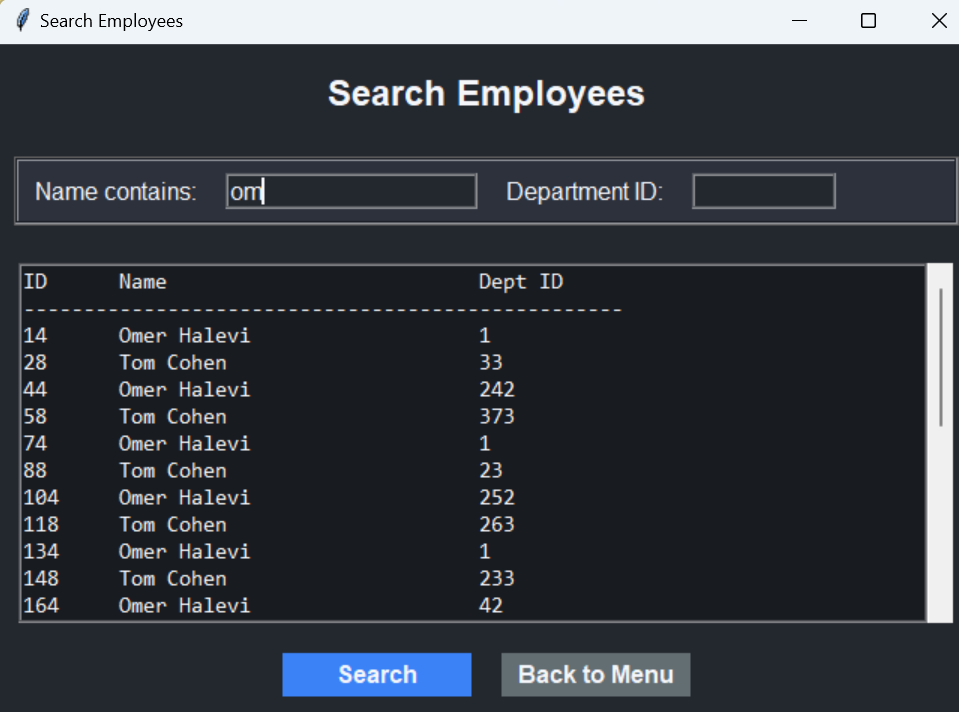 Search Employees
Search Employees
Name contains: om Department ID:
ID Name Dept ID
--------------------------------------------------
14 Omer Halevi 1
28 Tom Cohen 33
44 Omer Halevi 242
58 Tom Cohen 373
74 Omer Halevi 1
88 Tom Cohen 23
104 Omer Halevi 252
118 Tom Cohen 263
134 Omer Halevi 1
148 Tom Cohen 233
164 Omer Halevi 42
Search Back to Menu